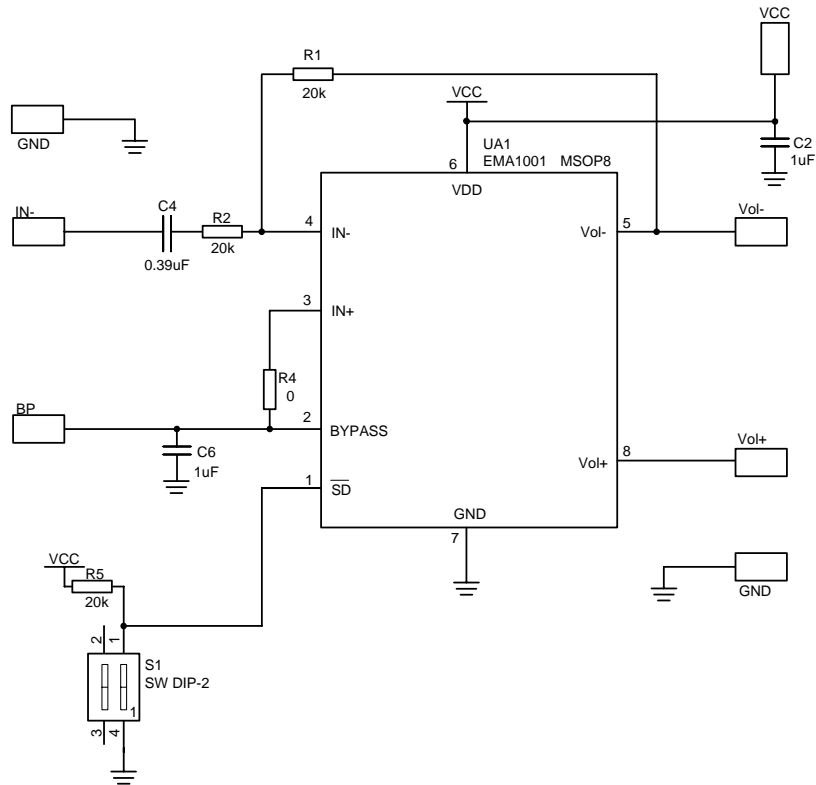 VCC
R1
20k
VCC
GND
UA1
EMA1001 MSOP8
C2
1uF
6
VDD
IN-
C4
0.39uF
R2
20k
4
IN-
Vol-
5
Vol-
3
IN+
R4
0
BP
2
BYPASS
C6
1uF
Vol+
8
Vol+
1
SD
GND
7
VCC
R5
20k
GND
2
1
S1
SW DIP-2
1
3
4